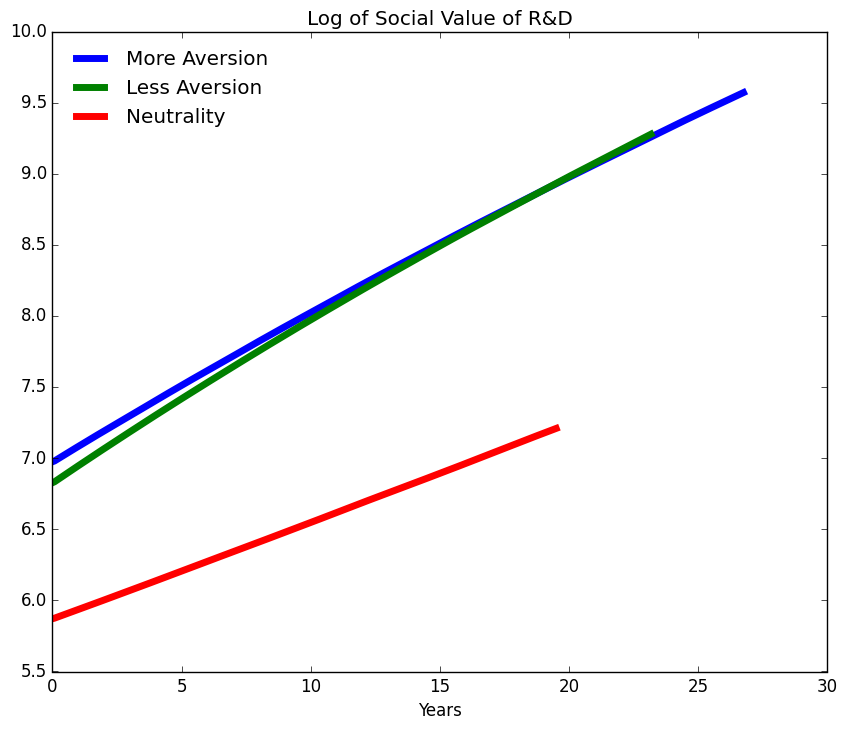 Log of Social Value of R&D
10.0
9.5
9.0
8.5
8.0
7.5
7.0
6.5
6.0
5.5
More Aversion
Less Aversion
Neutrality
0 5 10 15 20 25 30
Years